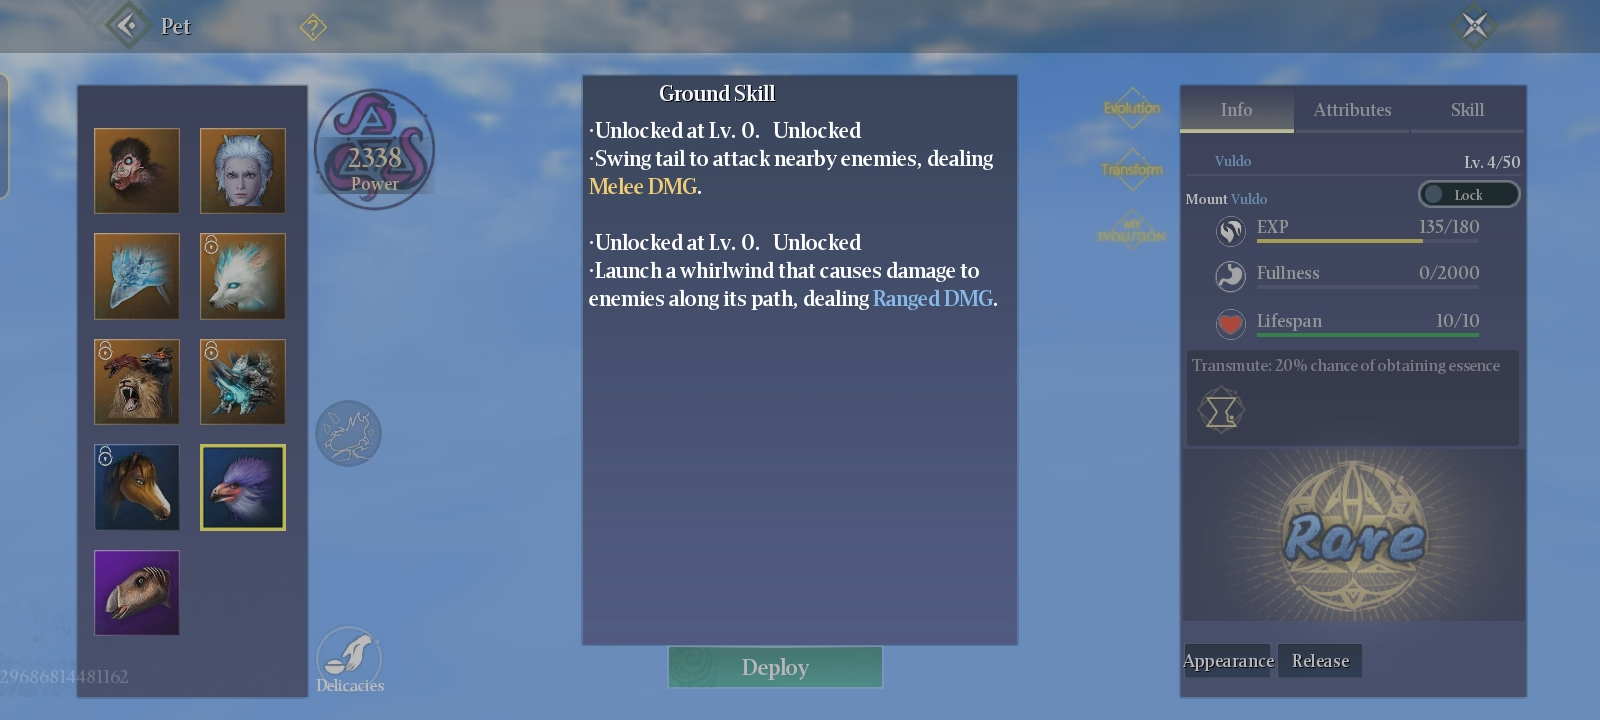 Pet
?
2338
Power
Delicacies
29686814481162
Ground Skill
·Unlocked at Lv. 0. Unlocked
·Swing tail to attack nearby enemies, dealing
Melee DMG.
·Unlocked at Lv. 0. Unlocked
·Launch a whirlwind that causes damage to
enemies along its path, dealing Ranged DMG.
Deploy
Evolution
Transform
MY
EVOLUTION
Info Attributes Skill
Vuldo Lv. 4/50
Mount Vuldo Lock
EXP 135/180
Fullness 0/2000
Lifespan 10/10
Transmute: 20% chance of obtaining essence
Rare
Appearance Release